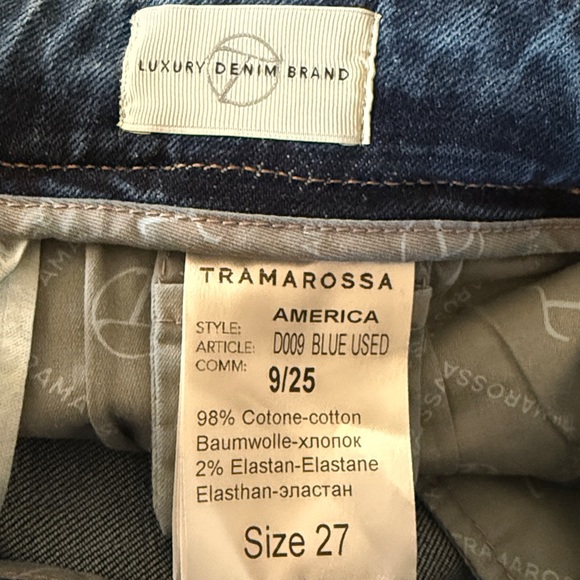 LUXURY DENIM BRAND
TRAMAROSSA
STYLE: AMERICA
ARTICLE: D009 BLUE USED
COMM: 9/25
98% Cotone-cotton
Baumwolle-хлопок
2% Elastan-Elastane
Elasthan-эластан
Size 27
TRAMAROSSA